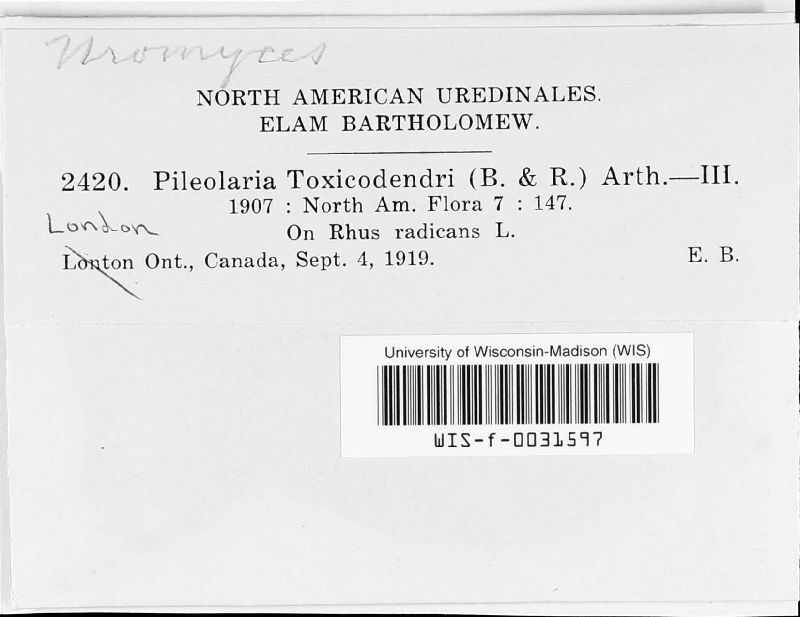 Uromyces
NORTH AMERICAN UREDINALES.
ELAM BARTHOLOMEW.
2420. Pileolaria Toxicodendri (B. & R.) Arth.—III.
1907 : North Am. Flora 7 : 147.
London
On Rhus radicans L.
Lonton Ont., Canada, Sept. 4, 1919. E. B.
University of Wisconsin-Madison (WIS)
WIS-f-0031597